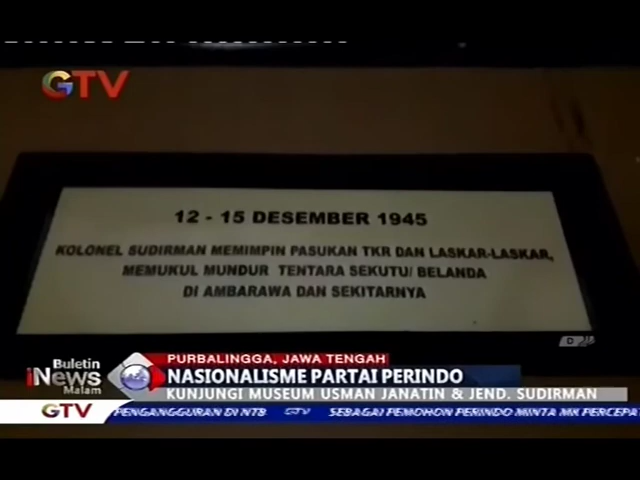 GTV
12 - 15 DESEMBER 1945
KOLONEL SUDIRMAN MEMIMPIN PASUKAN TKR DAN LASKAR-LASKAR,
MEMUKUL MUNDUR TENTARA SEKUTU/ BELANDA
DI AMBARAWA DAN SEKITARNYA
PURBALINGGA, JAWA TENGAH
Buletin
iNews
Malam
NASIONALISME PARTAI PERINDO
KUNJUNGI MUSEUM USMAN JANATIN & JEND. SUDIRMAN
GTV
PENGANGGURAN DI NTB
GTV
SEBAGAI PEMOHON PERINDO MINTA MK PERCEPAT